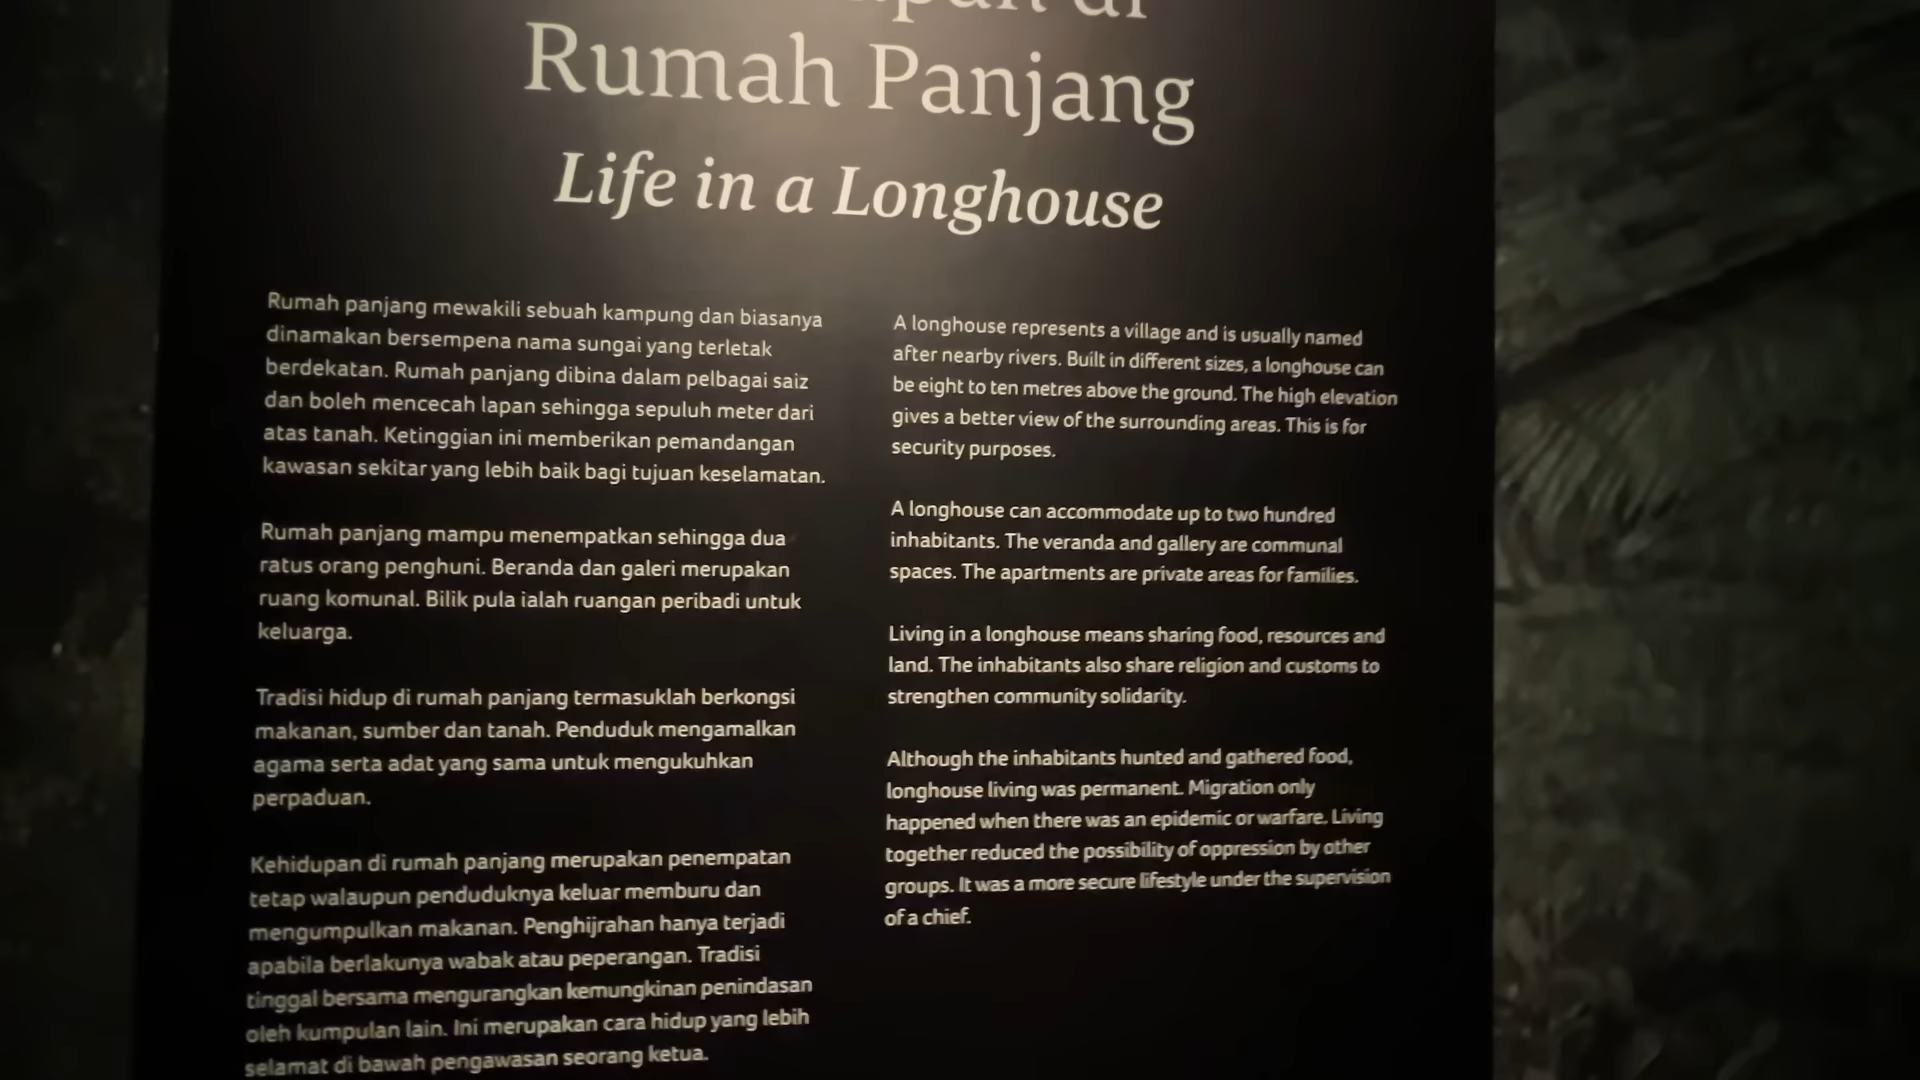 di
Rumah Panjang
Life in a Longhouse
Rumah panjang mewakili sebuah kampung dan biasanya
dinamakan bersempena nama sungai yang terletak
berdekatan. Rumah panjang dibina dalam pelbagai saiz
dan boleh mencecah lapan sehingga sepuluh meter dari
atas tanah. Ketinggian ini memberikan pemandangan
kawasan sekitar yang lebih baik bagi tujuan keselamatan.
Rumah panjang mampu menempatkan sehingga dua
ratus orang penghuni. Beranda dan galeri merupakan
ruang komunal. Bilik pula ialah ruangan peribadi untuk
keluarga.
Tradisi hidup di rumah panjang termasuklah berkongsi
makanan, sumber dan tanah. Penduduk mengamalkan
agama serta adat yang sama untuk mengukuhkan
perpaduan.
Kehidupan di rumah panjang merupakan penempatan
tetap walaupun penduduknya keluar memburu dan
mengumpulkan makanan. Penghijrahan hanya terjadi
apabila berlakunya wabak atau peperangan. Tradisi
tinggal bersama mengurangkan kemungkinan penindasan
oleh kumpulan lain. Ini merupakan cara hidup yang lebih
selamat di bawah pengawasan seorang ketua.
A longhouse represents a village and is usually named
after nearby rivers. Built in different sizes, a longhouse can
be eight to ten metres above the ground. The high elevation
gives a better view of the surrounding areas. This is for
security purposes.
A longhouse can accommodate up to two hundred
inhabitants. The veranda and gallery are communal
spaces. The apartments are private areas for families.
Living in a longhouse means sharing food, resources and
land. The inhabitants also share religion and customs to
strengthen community solidarity.
Although the inhabitants hunted and gathered food,
longhouse living was permanent. Migration only
happened when there was an epidemic or warfare. Living
together reduced the possibility of oppression by other
groups. It was a more secure lifestyle under the supervision
of a chief.